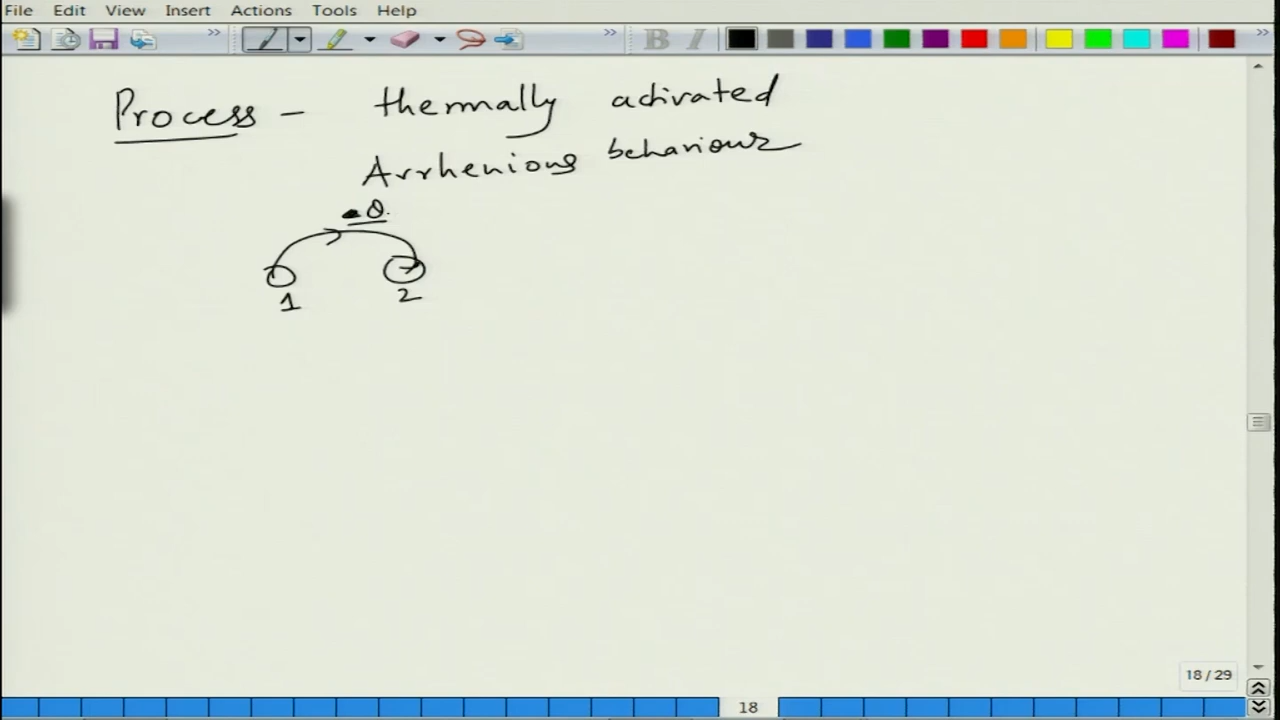 File Edit View Insert Actions Tools Help
B I
Process - thermally activated
Arrhenious behaviour
Q.
1 2
18 / 29
18